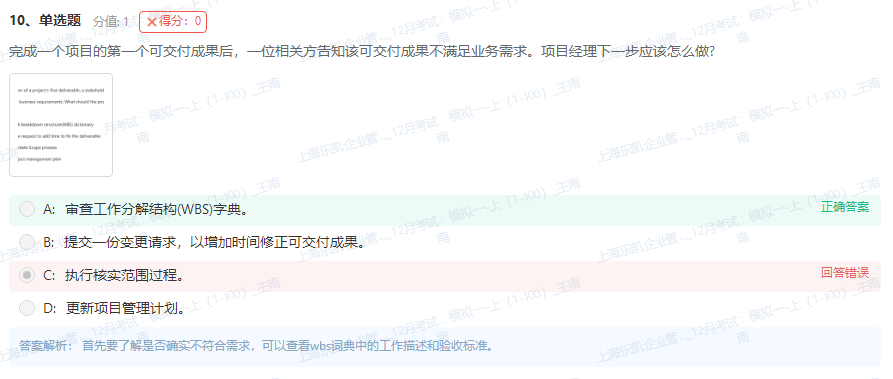 10、单选题 分值: 1 ✕得分：0
完成一个项目的第一个可交付成果后，一位相关方告知该可交付成果不满足业务需求。项目经理下一步应该怎么做?
er of a project's first deliverable, a stakehold
business requirements. What should the pro
k breakdown structure(WBS) dictionary
e request to add time to fix the deliverable
idate Scope process
ject management plan
A: 审查工作分解结构(WBS)字典。 正确答案
B: 提交一份变更请求，以增加时间修正可交付成果。
C: 执行核实范围过程。 回答错误
D: 更新项目管理计划。
答案解析： 首先要了解是否确实不符合需求，可以查看wbs词典中的工作描述和验收标准。
上海乐凯企业管..._12月考试：模拟一上（1-100）_王南